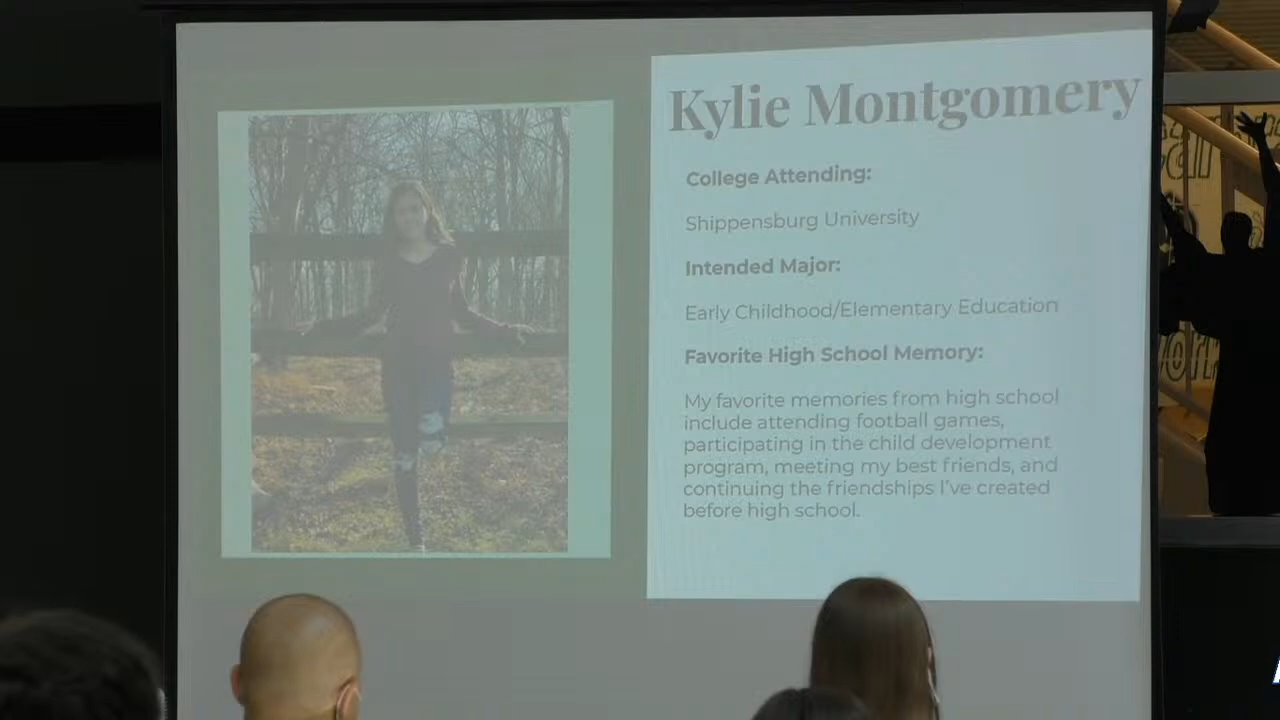 Kylie Montgomery
College Attending:
Shippensburg University
Intended Major:
Early Childhood/Elementary Education
Favorite High School Memory:
My favorite memories from high school
include attending football games,
participating in the child development
program, meeting my best friends, and
continuing the friendships I've created
before high school.